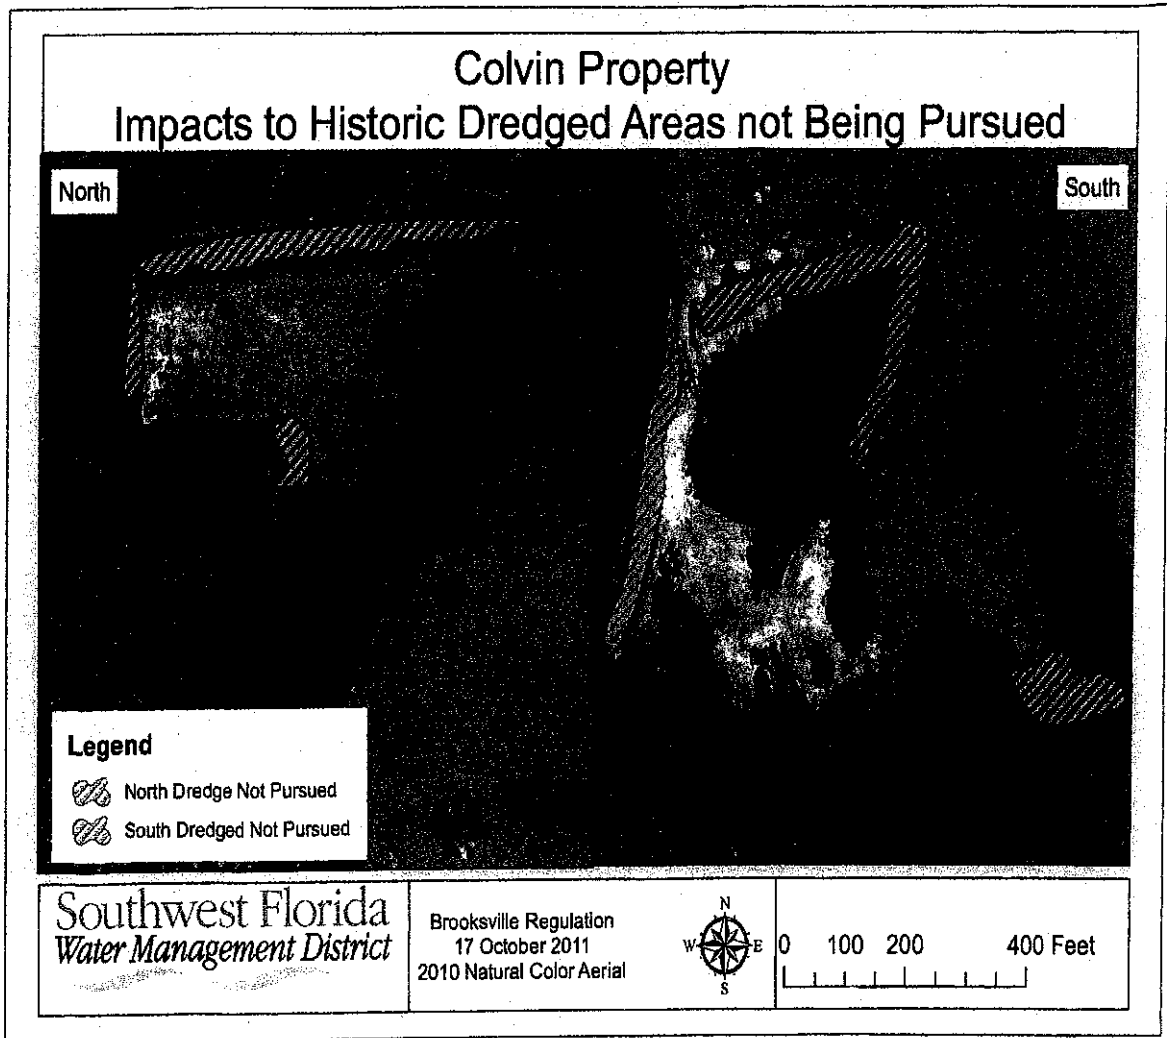 Colvin Property
Impacts to Historic Dredged Areas not Being Pursued
North
South
Legend
North Dredge Not Pursued
South Dredged Not Pursued
Southwest Florida
Water Management District
Brooksville Regulation
17 October 2011
2010 Natural Color Aerial
N
W E
S
0 100 200 400 Feet